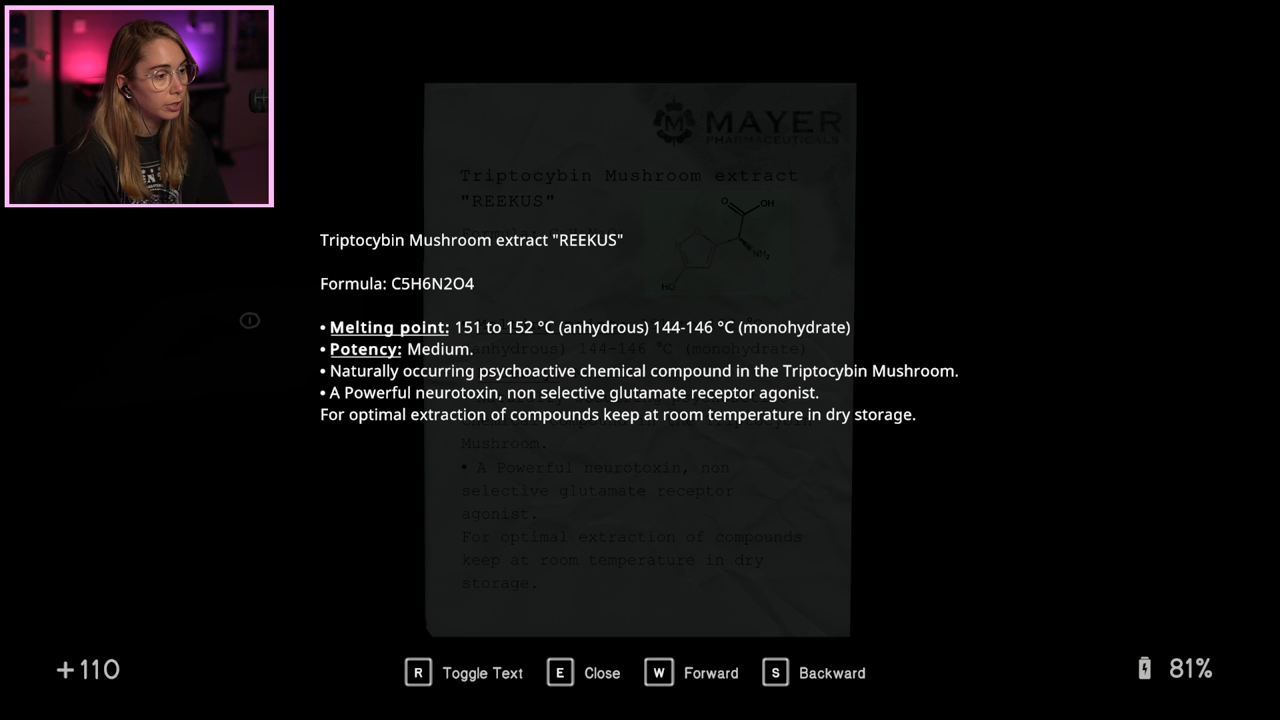 MAYER
PHARMACEUTICALS
Triptocybin Mushroom extract
"REEKUS"
O
OH
NH2
HO
Triptocybin Mushroom extract "REEKUS"
Formula: C5H6N2O4
• Melting point: 151 to 152 °C (anhydrous) 144-146 °C (monohydrate)
• Potency: Medium.
• Naturally occurring psychoactive chemical compound in the Triptocybin Mushroom.
• A Powerful neurotoxin, non selective glutamate receptor agonist.
For optimal extraction of compounds keep at room temperature in dry storage.
(anhydrous) 144-146 °C (monohydrate)
Mushroom.
• A Powerful neurotoxin, non
selective glutamate receptor
agonist.
For optimal extraction of compounds
keep at room temperature in dry
storage.
+110
R Toggle Text E Close W Forward S Backward
81%